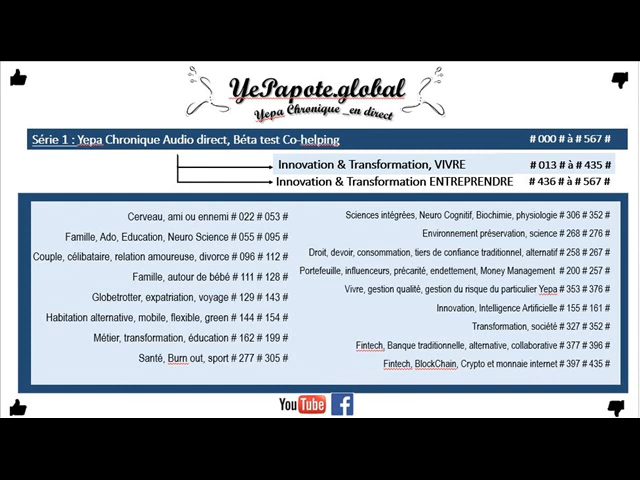 YePapote.global
Yepa Chronique _en direct
Série 1 : Yepa Chronique Audio direct, Béta test Co-helping # 000 # à # 567 #
Innovation & Transformation, VIVRE # 013 # à # 435 #
Innovation & Transformation ENTREPRENDRE # 436 # à # 567 #
Cerveau, ami ou ennemi # 022 # 053 #
Famille, Ado, Education, Neuro Science # 055 # 095 #
Couple, célibataire, relation amoureuse, divorce # 096 # 112 #
Famille, autour de bébé # 111 # 128 #
Globetrotter, expatriation, voyage # 129 # 143 #
Habitation alternative, mobile, flexible, green # 144 # 154 #
Métier, transformation, éducation # 162 # 199 #
Santé, Burn out, sport # 277 # 305 #
Sciences intégrées, Neuro Cognitif, Biochimie, physiologie # 306 # 352 #
Environnement préservation, science # 268 # 276 #
Droit, devoir, consommation, tiers de confiance traditionnel, alternatif # 258 # 267 #
Portefeuille, influenceurs, précarité, endettement, Money Management # 200 # 257 #
Vivre, gestion qualité, gestion du risque du particulier Yepa # 353 # 376 #
Innovation, Intelligence Artificielle # 155 # 161 #
Transformation, société # 327 # 352 #
Fintech, Banque traditionnelle, alternative, collaborative # 377 # 396 #
Fintech, BlockChain, Crypto et monnaie internet # 397 # 435 #
YouTube f